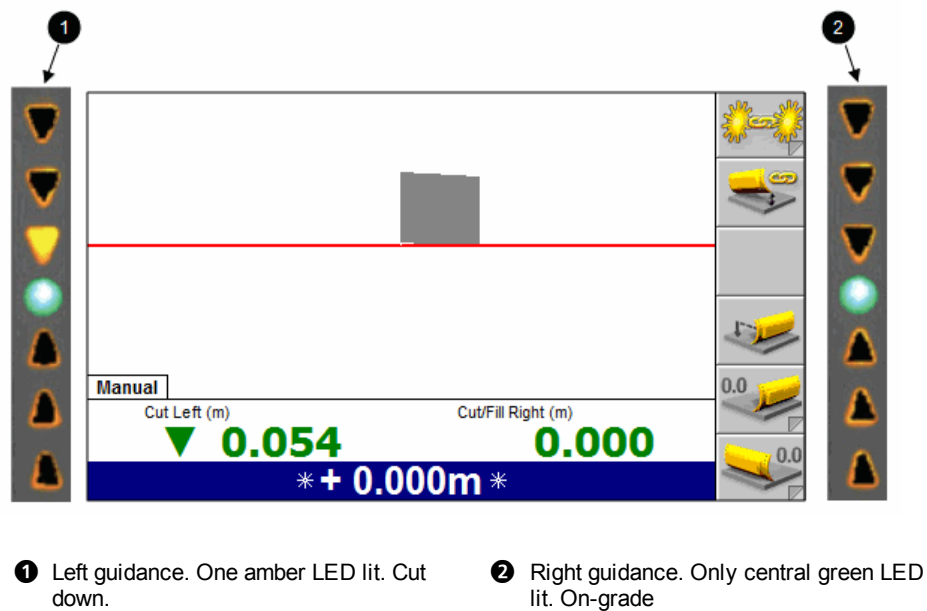 1
2
Manual
0.0
Cut Left (m)
Cut/Fill Right (m)
▼ 0.054
0.000
0.0
✳+ 0.000m✳
1 Left guidance. One amber LED lit. Cut
down.
2 Right guidance. Only central green LED
lit. On-grade